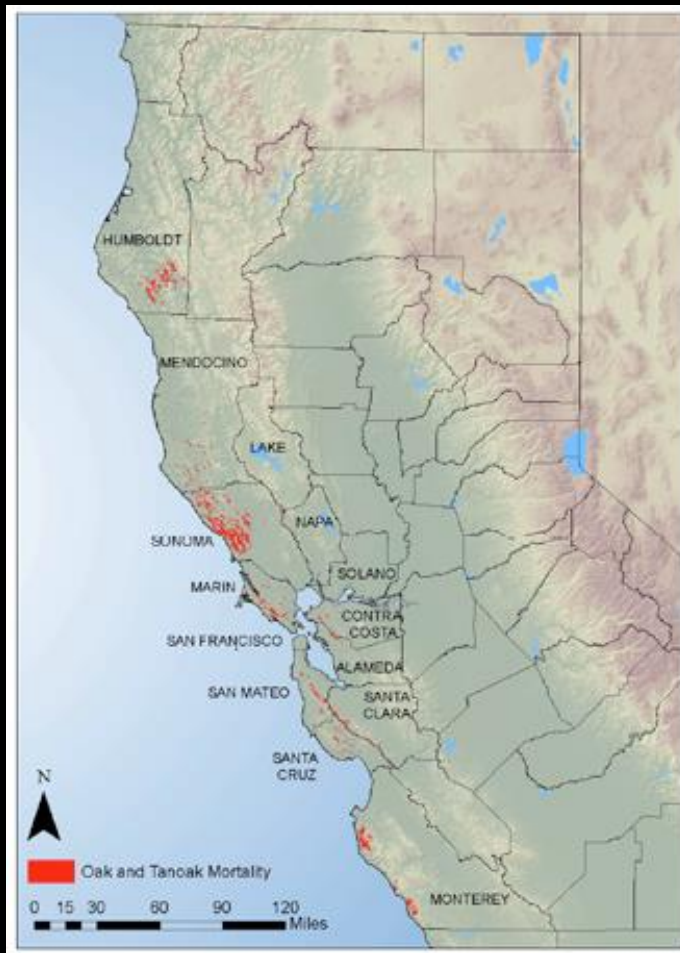 HUMBOLDT
MENDOCINO
LAKE
NAPA
SONOMA
SOLANO
MARIN
CONTRA
COSTA
SAN FRANCISCO
ALAMEDA
SAN MATEO
SANTA
CLARA
SANTA
CRUZ
N
Oak and Tanoak Mortality
MONTEREY
0 15 30 60 90 120
Miles